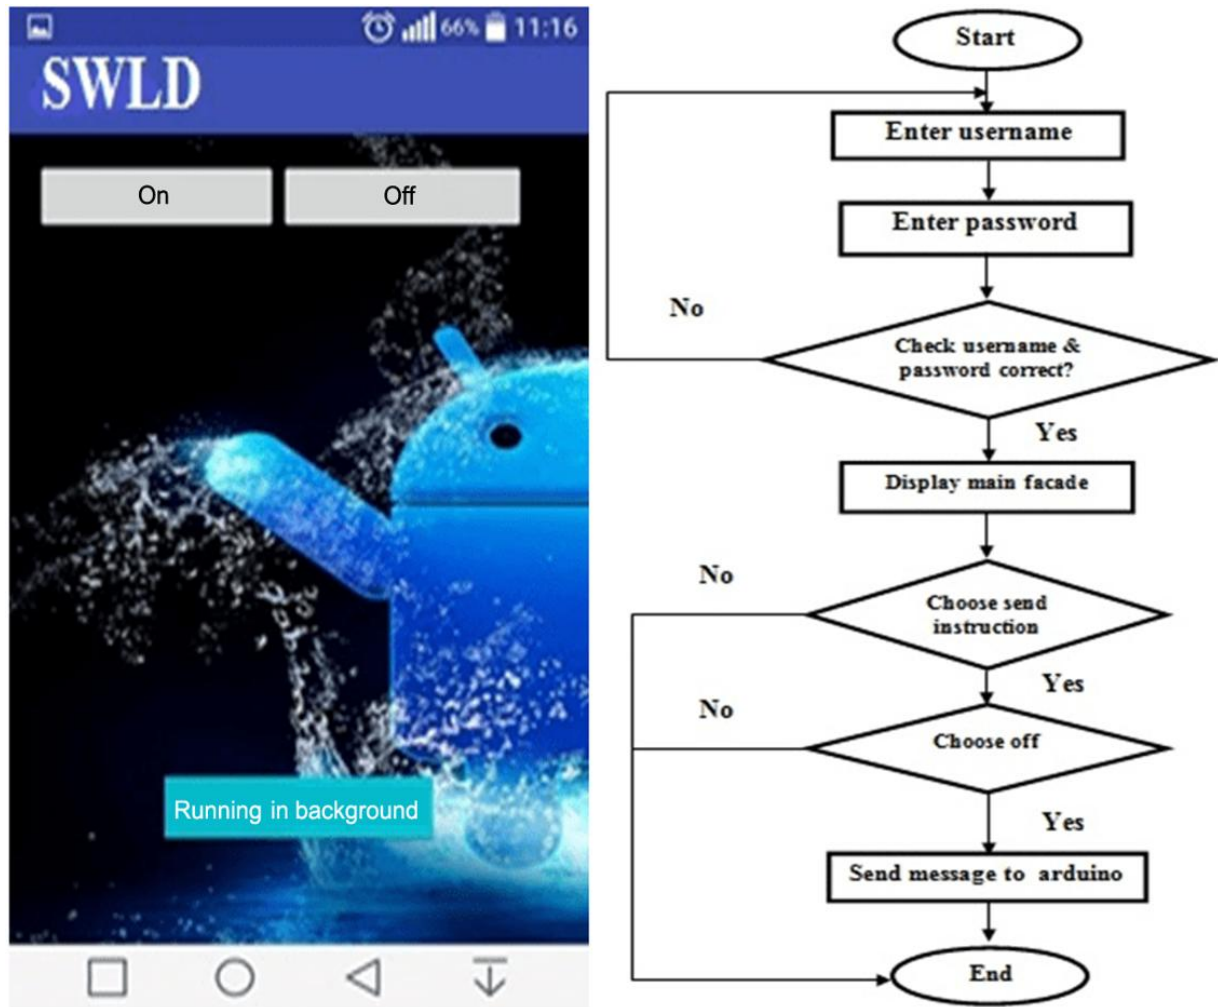 66% 11:16
SWLD
On Off
Running in background
Start
Enter username
Enter password
No
Check username &
password correct?
Yes
Display main facade
No
Choose send
instruction
Yes
No
Choose off
Yes
Send message to arduino
End